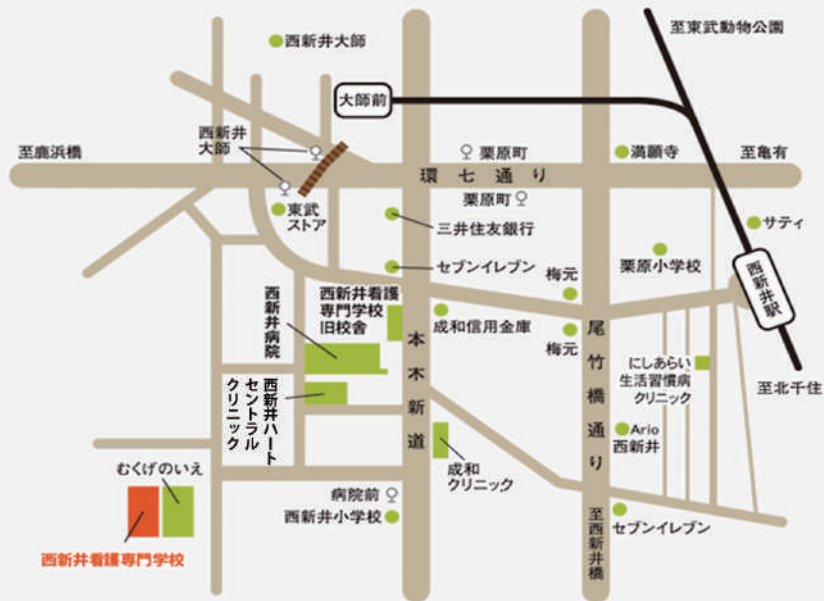 西新井大師
至東武動物公園
大師前
西新井
大師
至鹿浜橋
栗原町
満願寺
至亀有
環七通り
栗原町
東武
ストア
三井住友銀行
サティ
セブンイレブン
栗原小学校
西新井駅
梅元
西新井病院
西新井看護
専門学校
旧校舎
成和信用金庫
梅元
本木新道
尾竹橋通り
にしあらい
生活習慣病
クリニック
至北千住
西新井ハート
セントラル
クリニック
Ario
西新井
むくげのいえ
成和
クリニック
病院前
西新井小学校
至西新井橋
セブンイレブン
西新井看護専門学校